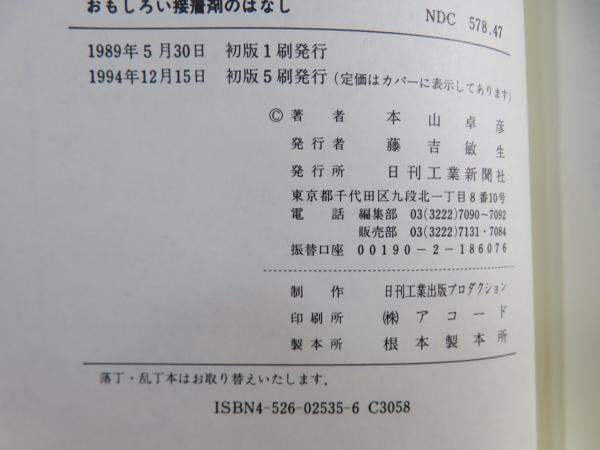 おもしろい接着剤のはなし
NDC 578.47
1989年5月30日 初版1刷発行
1994年12月15日 初版5刷発行 (定価はカバーに表示してあります)
© 著者 本山卓彦
発行者 藤吉敏生
発行所 日刊工業新聞社
東京都千代田区九段北一丁目8番10号
電話 編集部 03(3222)7090~7092
販売部 03(3222)7131・7084
振替口座 00190-2-186076
制作 日刊工業出版プロダクション
印刷所 (株)アコード
製本所 根本製本所
落丁・乱丁本はお取り替えいたします.
ISBN4-526-02535-6 C3058